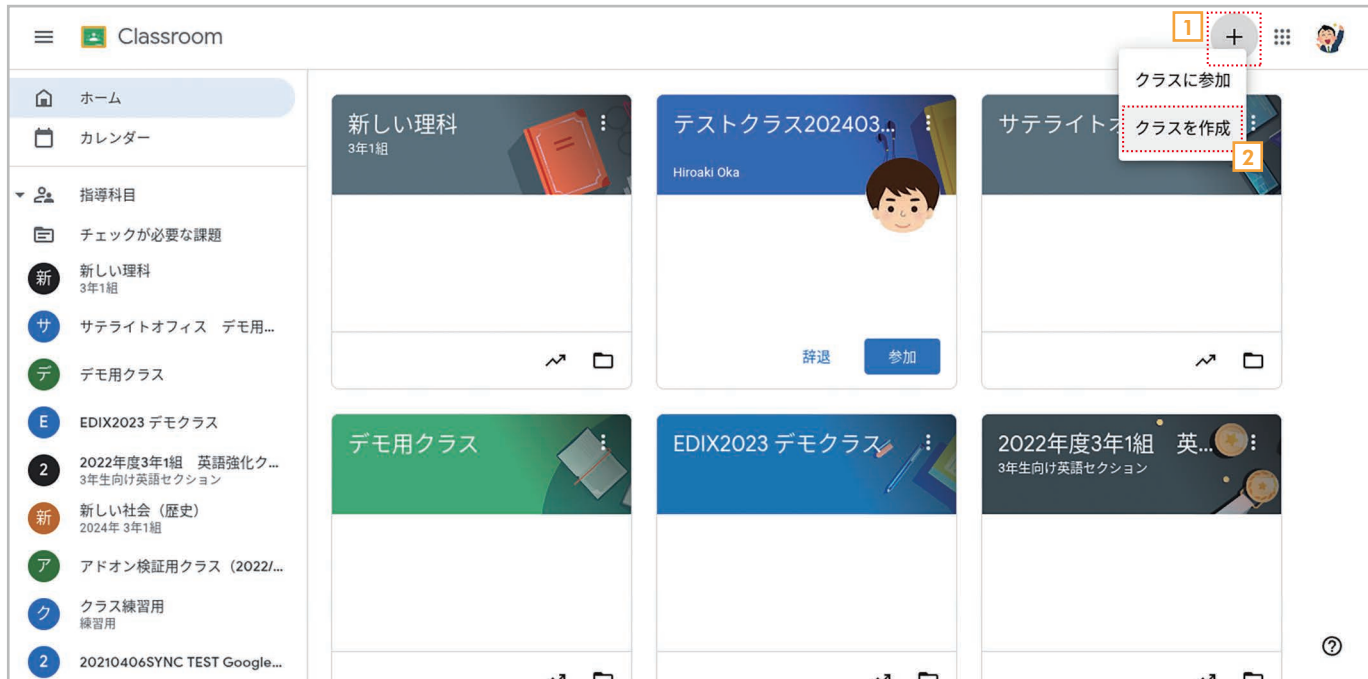 Classroom
1
クラスに参加
クラスを作成
2
ホーム
カレンダー
指導科目
チェックが必要な課題
新
新しい理科
3年1組
サ
サテライトオフィス　デモ用...
デ
デモ用クラス
E
EDIX2023 デモクラス
2
2022年度3年1組　英語強化ク...
3年生向け英語セクション
新
新しい社会（歴史）
2024年 3年1組
ア
アドオン検証用クラス（2022/...
ク
クラス練習用
練習用
2
20210406SYNC TEST Google...
新しい理科
3年1組
テストクラス202403...
Hiroaki Oka
辞退
参加
サテライトオ
デモ用クラス
EDIX2023 デモクラス
2022年度3年1組　英...
3年生向け英語セクション